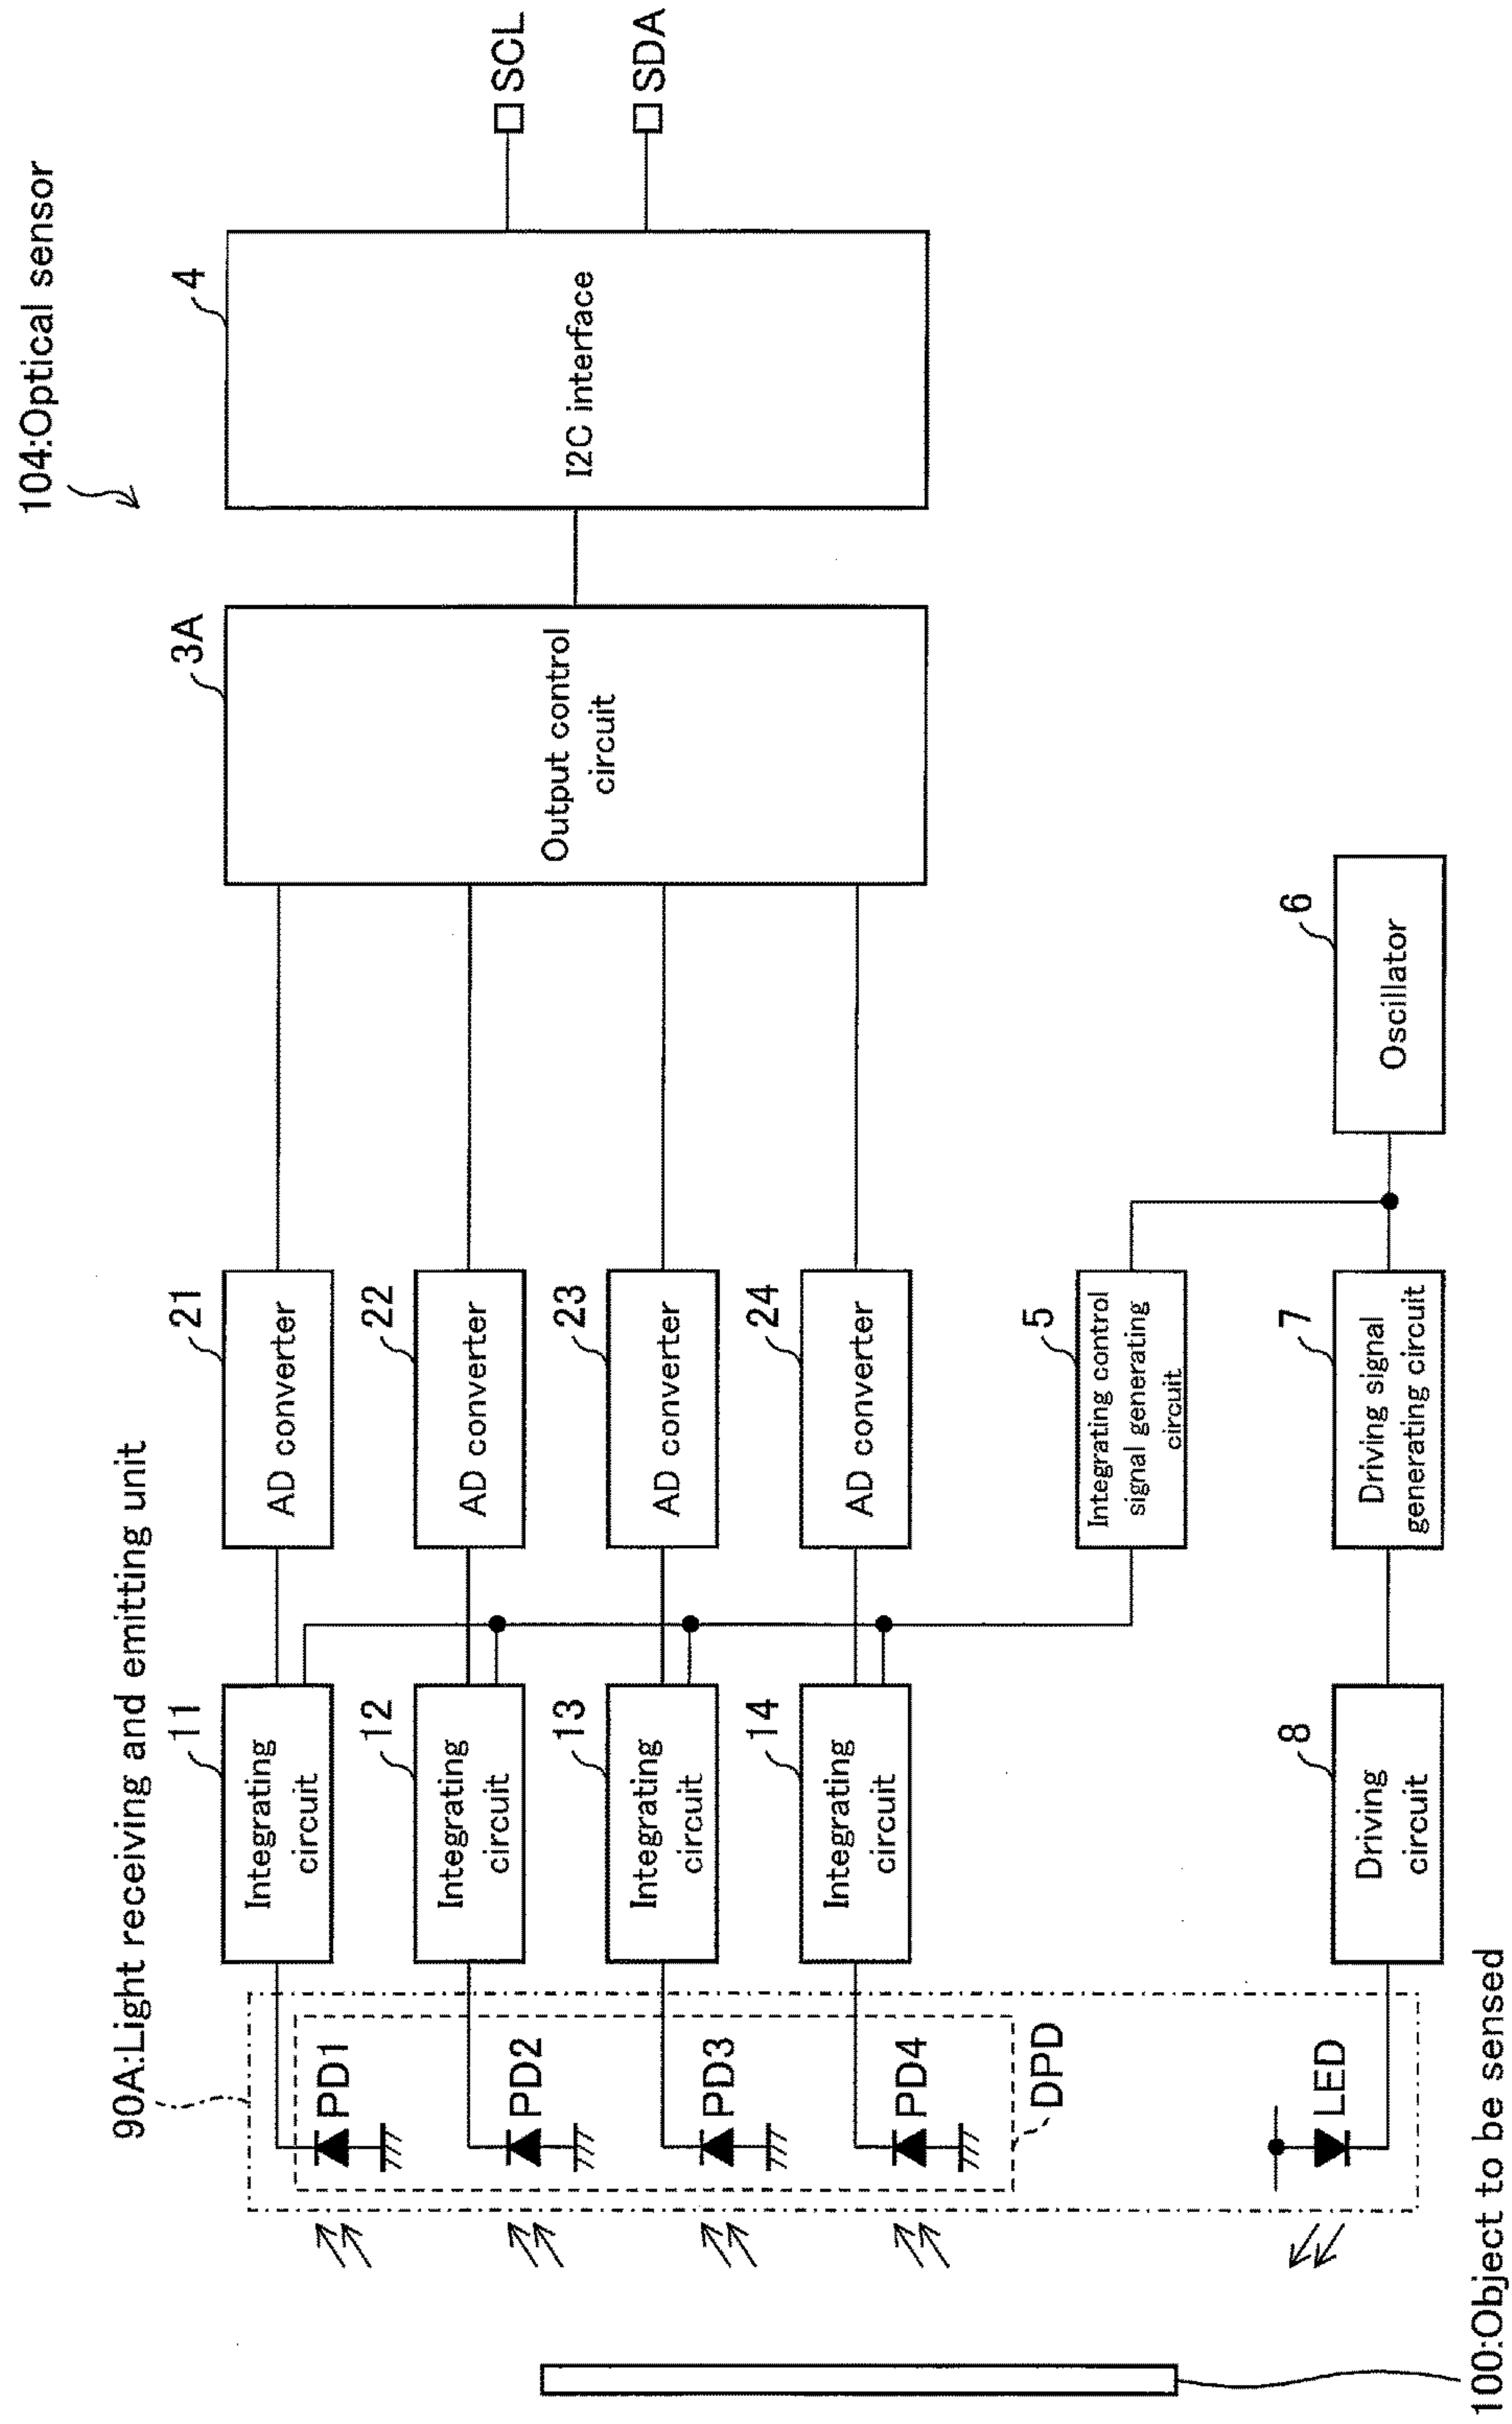 104:Optical sensor
90A:Light receiving and emitting unit
11
Integrating
circuit
21
AD converter
3A
Output control
circuit
4
I2C interface
SCL
SDA
PD1
12
Integrating
circuit
22
AD converter
PD2
13
Integrating
circuit
23
AD converter
PD3
14
Integrating
circuit
24
AD converter
PD4
DPD
5
Integrating control
signal generating
circuit
LED
8
Driving
circuit
7
Driving signal
generating circuit
6
Oscillator
100:Object to be sensed